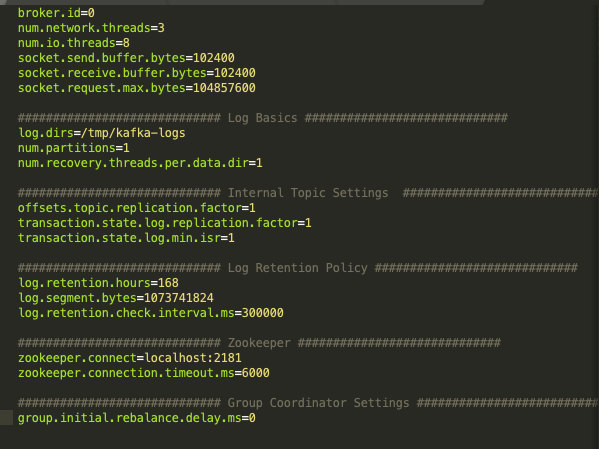 broker.id=0
num.network.threads=3
num.io.threads=8
socket.send.buffer.bytes=102400
socket.receive.buffer.bytes=102400
socket.request.max.bytes=104857600
############################# Log Basics #############################
log.dirs=/tmp/kafka-logs
num.partitions=1
num.recovery.threads.per.data.dir=1
############################# Internal Topic Settings  ############################
offsets.topic.replication.factor=1
transaction.state.log.replication.factor=1
transaction.state.log.min.isr=1
############################# Log Retention Policy #############################
log.retention.hours=168
log.segment.bytes=1073741824
log.retention.check.interval.ms=300000
############################# Zookeeper #############################
zookeeper.connect=localhost:2181
zookeeper.connection.timeout.ms=6000
############################# Group Coordinator Settings ##########################
group.initial.rebalance.delay.ms=0